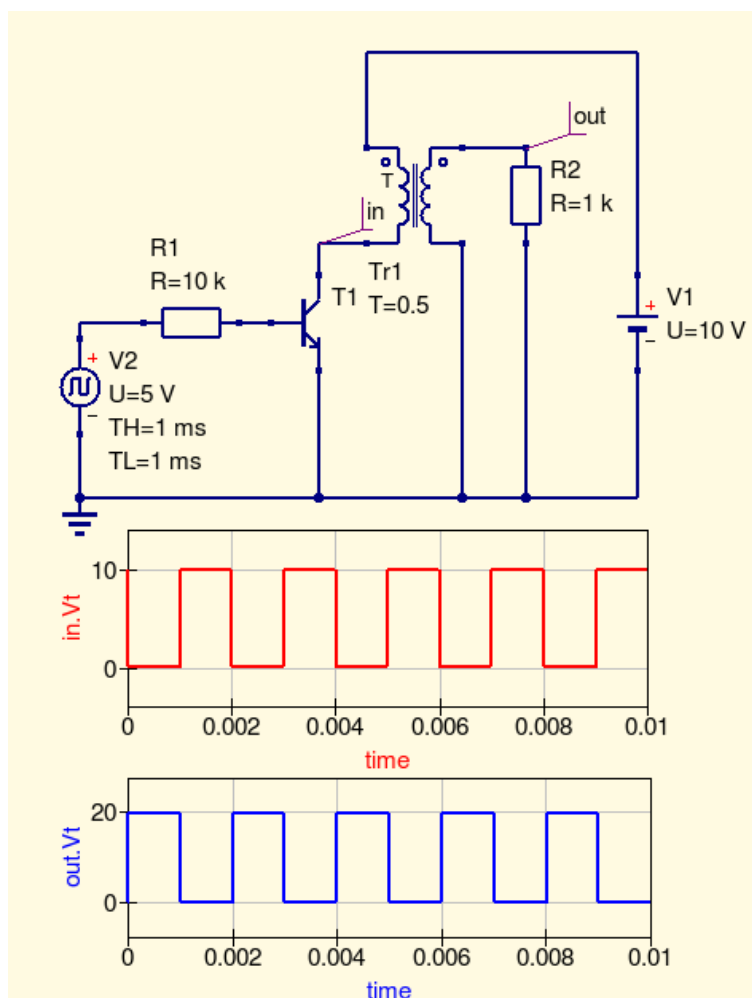 out
T
R2
R=1 k
in
R1
R=10 k
Tr1
T=0.5
T1
+
V1
U=10 V
−
+
V2
U=5 V
−
TH=1 ms
TL=1 ms
in.Vt
10
0
0
0.002
0.004
0.006
0.008
0.01
time
out.Vt
20
0
0
0.002
0.004
0.006
0.008
0.01
time